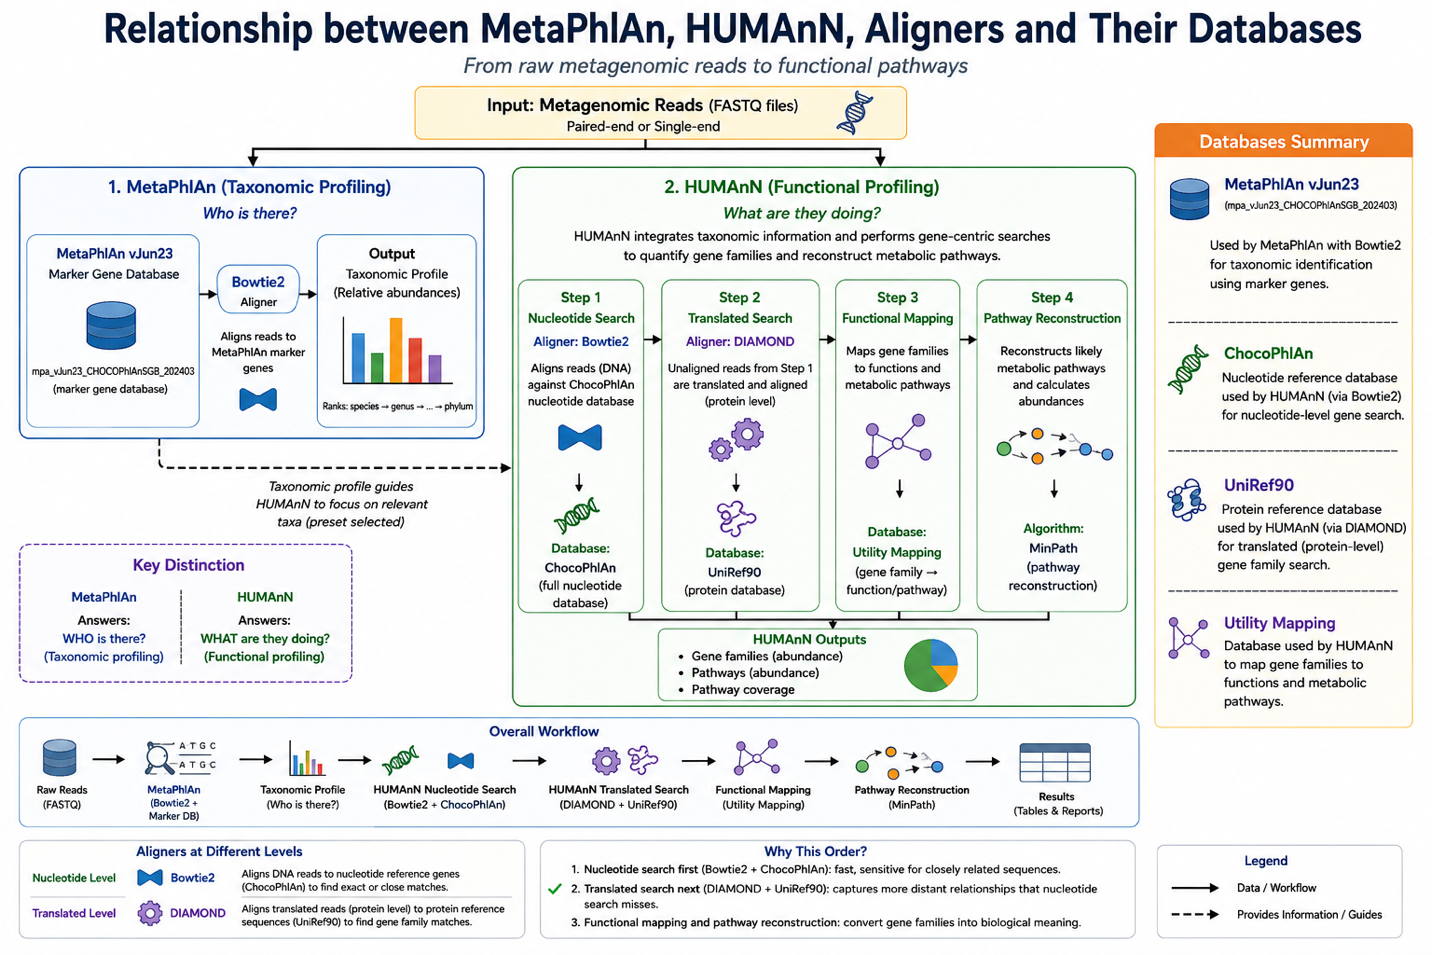 Relationship between MetaPhlAn, HUMAnN, Aligners and Their Databases
From raw metagenomic reads to functional pathways
Input: Metagenomic Reads (FASTQ files)
Paired-end or Single-end
1. MetaPhlAn (Taxonomic Profiling)
Who is there?
MetaPhlAn vJun23
Marker Gene Database
mpa_vJun23_CHOCOPhlAnSGB_202403
(marker gene database)
Bowtie2
Aligner
Aligns reads to
MetaPhlAn marker
genes
Output
Taxonomic Profile
(Relative abundances)
Ranks: species → genus → ... → phylum
Taxonomic profile guides
HUMAnN to focus on relevant
taxa (preset selected)
2. HUMAnN (Functional Profiling)
What are they doing?
HUMAnN integrates taxonomic information and performs gene-centric searches
to quantify gene families and reconstruct metabolic pathways.
Step 1
Nucleotide Search
Aligner: Bowtie2
Aligns reads (DNA)
against ChocoPhlAn
nucleotide database
Database:
ChocoPhlAn
(full nucleotide
database)
Step 2
Translated Search
Aligner: DIAMOND
Unaligned reads from Step 1
are translated and aligned
(protein level)
Database:
UniRef90
(protein database)
Step 3
Functional Mapping
Maps gene families
to functions and
metabolic pathways
Database:
Utility Mapping
(gene family →
function/pathway)
Step 4
Pathway Reconstruction
Reconstructs likely
metabolic pathways
and calculates
abundances
Algorithm:
MinPath
(pathway
reconstruction)
HUMAnN Outputs
• Gene families (abundance)
• Pathways (abundance)
• Pathway coverage
Databases Summary
MetaPhlAn vJun23
(mpa_vJun23_CHOCOPhlAnSGB_202403)
Used by MetaPhlAn with Bowtie2
for taxonomic identification
using marker genes.
ChocoPhlAn
Nucleotide reference database
used by HUMAnN (via Bowtie2)
for nucleotide-level gene search.
UniRef90
Protein reference database
used by HUMAnN (via DIAMOND)
for translated (protein-level)
gene family search.
Utility Mapping
Database used by HUMAnN
to map gene families to
functions and metabolic
pathways.
Key Distinction
MetaPhlAn
Answers:
WHO is there?
(Taxonomic profiling)
HUMAnN
Answers:
WHAT are they doing?
(Functional profiling)
Overall Workflow
A T G C
A T G C
Raw Reads
(FASTQ)
MetaPhlAn
(Bowtie2 +
Marker DB)
Taxonomic Profile
(Who is there?)
HUMAnN Nucleotide Search
(Bowtie2 + ChocoPhlAn)
HUMAnN Translated Search
(DIAMOND + UniRef90)
Functional Mapping
(Utility Mapping)
Pathway Reconstruction
(MinPath)
Results
(Tables & Reports)
Aligners at Different Levels
Nucleotide Level
Bowtie2
Aligns DNA reads to nucleotide reference genes
(ChocoPhlAn) to find exact or close matches.
Translated Level
DIAMOND
Aligns translated reads (protein level) to protein reference
sequences (UniRef90) to find gene family matches.
Why This Order?
1. Nucleotide search first (Bowtie2 + ChocoPhlAn): fast, sensitive for closely related sequences.
2. Translated search next (DIAMOND + UniRef90): captures more distant relationships that nucleotide
search misses.
3. Functional mapping and pathway reconstruction: convert gene families into biological meaning.
Legend
Data / Workflow
Provides Information / Guides